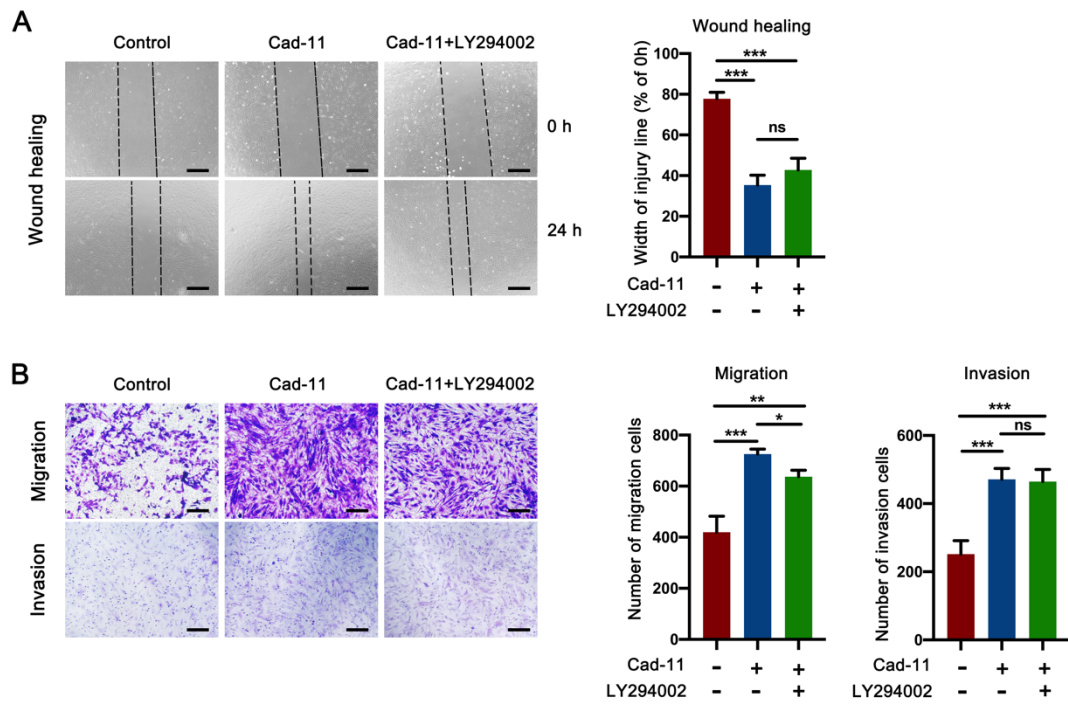 A
Control
Cad-11
Cad-11+LY294002
Wound healing
0 h
24 h
Wound healing
Width of injury line (% of 0h)
100
80
60
40
20
0
***
***
ns
Cad-11 - + +
LY294002 - - +
B
Control
Cad-11
Cad-11+LY294002
Migration
Invasion
Migration
Number of migration cells
800
600
400
200
0
**
***
*
Cad-11 - + +
LY294002 - - +
Invasion
Number of invasion cells
600
400
200
0
***
***
ns
Cad-11 - + +
LY294002 - - +